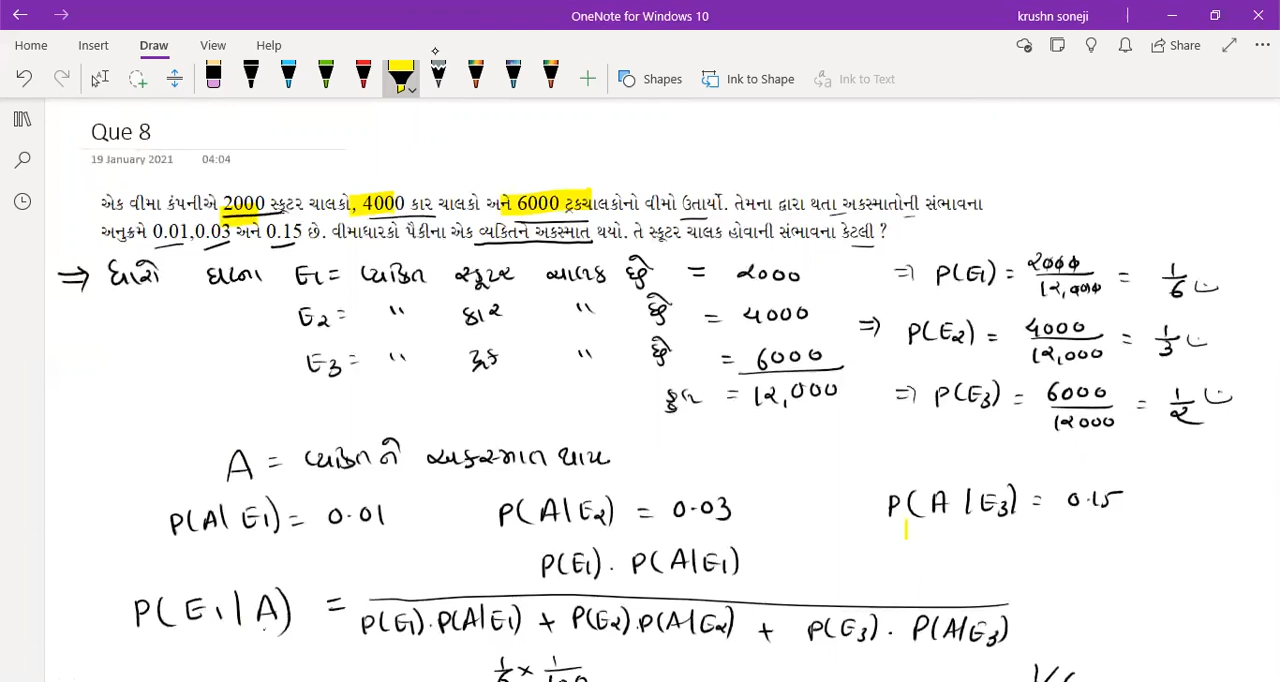 OneNote for Windows 10
krushn soneji
Home Insert Draw View Help
Share
Shapes Ink to Shape Ink to Text
Que 8
19 January 2021 04:04
એક વીમા કંપનીએ 2000 સ્કૂટર ચાલકો, 4000 કાર ચાલકો અને 6000 ટ્રકચાલકોનો વીમો ઉતાર્યો. તેમના દ્વારા થતા અકસ્માતોની સંભાવના
અનુક્રમે 0.01,0.03 અને 0.15 છે. વીમાધારકો પૈકીના એક વ્યક્તિને અકસ્માત થયો. તે સ્કૂટર ચાલક હોવાની સંભાવના કેટલી ?
⇒ ધારો ઘટના E1 = વ્યક્તિ સ્કુટર ચાલક છે = 2000 ⇒ P(E1) = 2000/12,000 = 1/6
E2 = " કાર " છે = 4000 ⇒ P(E2) = 4000/12,000 = 1/3
E3 = " ટ્રક " છે = 6000
કુલ = 12,000 ⇒ P(E3) = 6000/12000 = 1/2
A = વ્યક્તિને અકસ્માત થાય
P(A|E1) = 0.01 P(A|E2) = 0.03 P(A|E3) = 0.15
P(E1) . P(A|E1)
P(E1|A) =
P(E1).P(A|E1) + P(E2).P(A|E2) + P(E3) . P(A|E3)